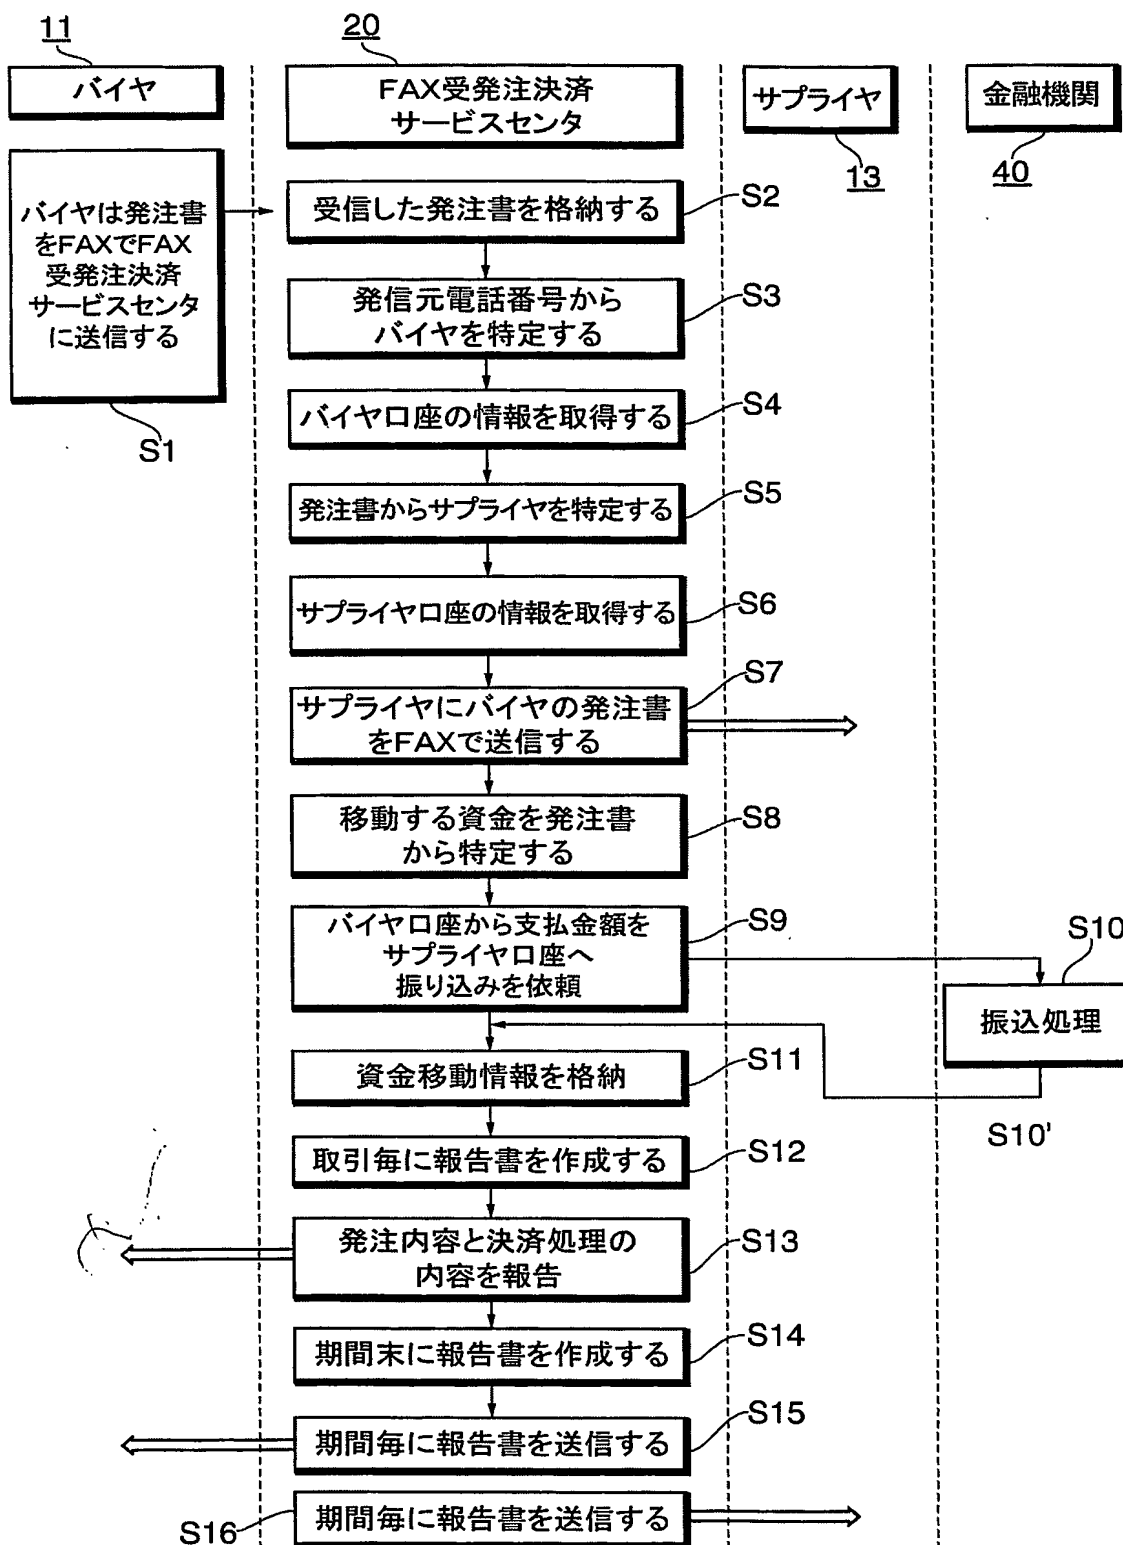 11
バイヤ
20
FAX受発注決済
サービスセンタ
サプライヤ
13
金融機関
40
バイヤは発注書
をFAXでFAX
受発注決済
サービスセンタ
に送信する
S1
受信した発注書を格納する
S2
発信元電話番号から
バイヤを特定する
S3
バイヤ口座の情報を取得する
S4
発注書からサプライヤを特定する
S5
サプライヤ口座の情報を取得する
S6
サプライヤにバイヤの発注書
をFAXで送信する
S7
移動する資金を発注書
から特定する
S8
バイヤ口座から支払金額を
サプライヤ口座へ
振り込みを依頼
S9
S10
振込処理
S10'
資金移動情報を格納
S11
取引毎に報告書を作成する
S12
発注内容と決済処理の
内容を報告
S13
期間末に報告書を作成する
S14
期間毎に報告書を送信する
S15
期間毎に報告書を送信する
S16